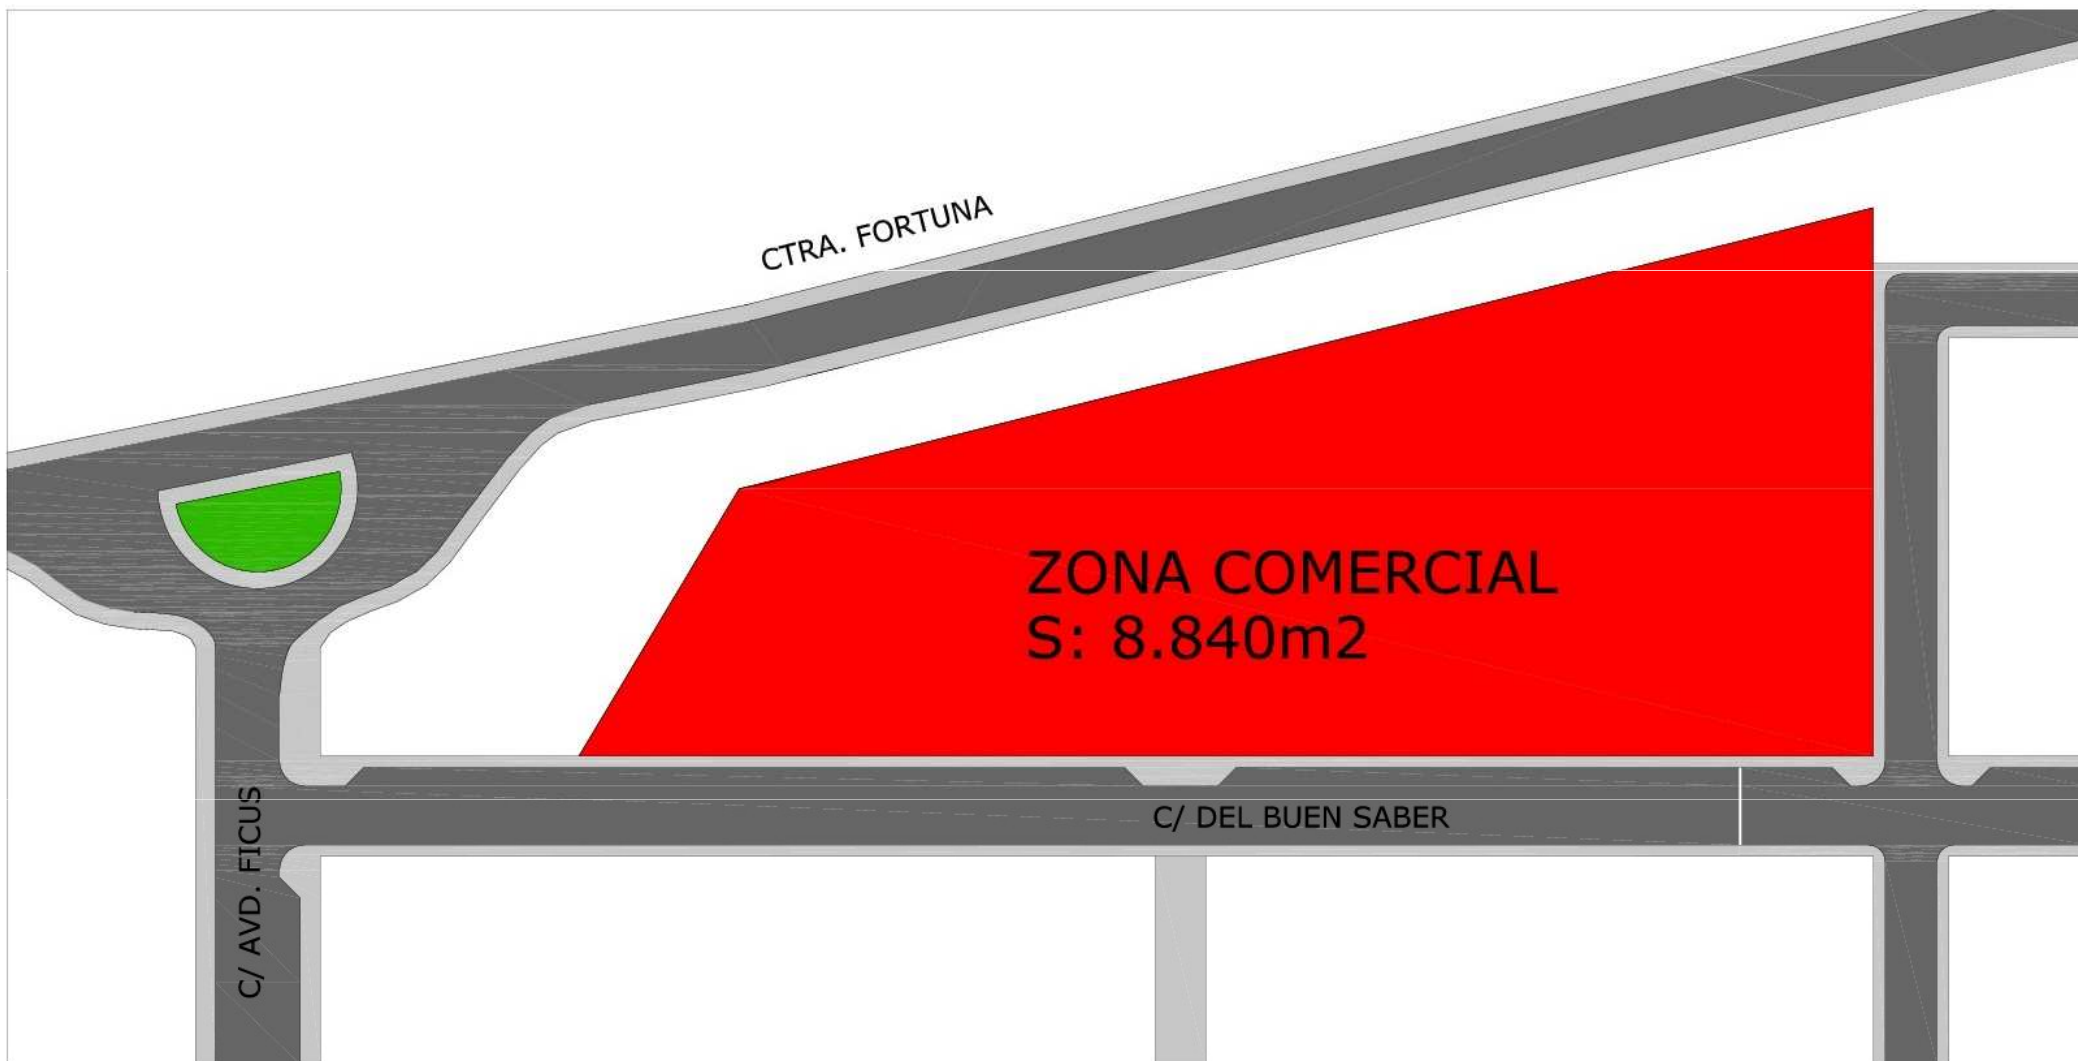 CTRA. FORTUNA
ZONA COMERCIAL
S: 8.840m2
C/ DEL BUEN SABER
C/ AVD. FICUS